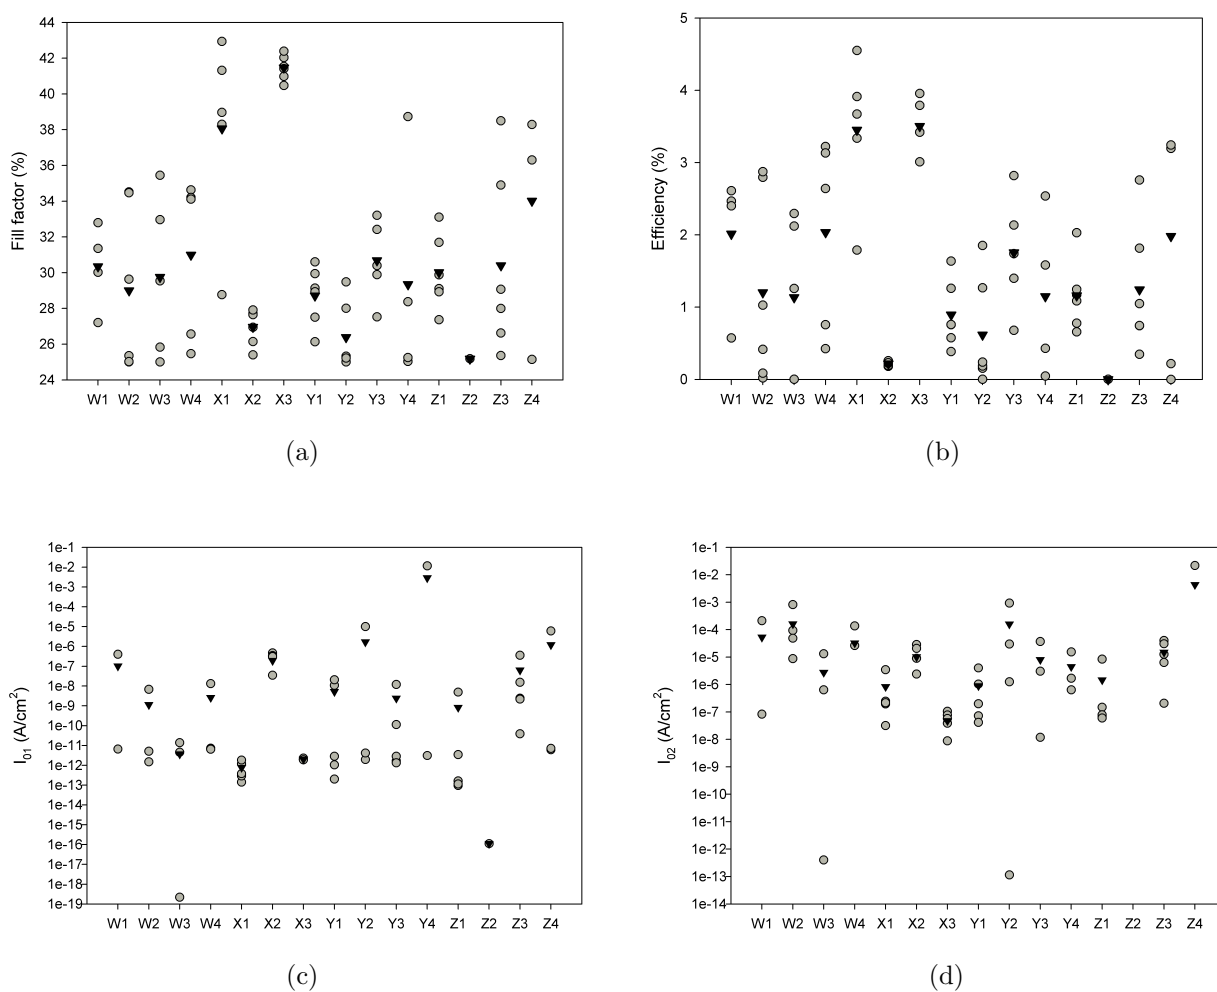 44
42
40
38
36
34
32
30
28
26
24
Fill factor (%)
W1 W2 W3 W4 X1 X2 X3 Y1 Y2 Y3 Y4 Z1 Z2 Z3 Z4
(a)
5
4
3
2
1
0
Efficiency (%)
W1 W2 W3 W4 X1 X2 X3 Y1 Y2 Y3 Y4 Z1 Z2 Z3 Z4
(b)
1e-1
1e-2
1e-3
1e-4
1e-5
1e-6
1e-7
1e-8
1e-9
1e-10
1e-11
1e-12
1e-13
1e-14
1e-15
1e-16
1e-17
1e-18
1e-19
I01 (A/cm2)
W1 W2 W3 W4 X1 X2 X3 Y1 Y2 Y3 Y4 Z1 Z2 Z3 Z4
(c)
1e-1
1e-2
1e-3
1e-4
1e-5
1e-6
1e-7
1e-8
1e-9
1e-10
1e-11
1e-12
1e-13
1e-14
I02 (A/cm2)
W1 W2 W3 W4 X1 X2 X3 Y1 Y2 Y3 Y4 Z1 Z2 Z3 Z4
(d)